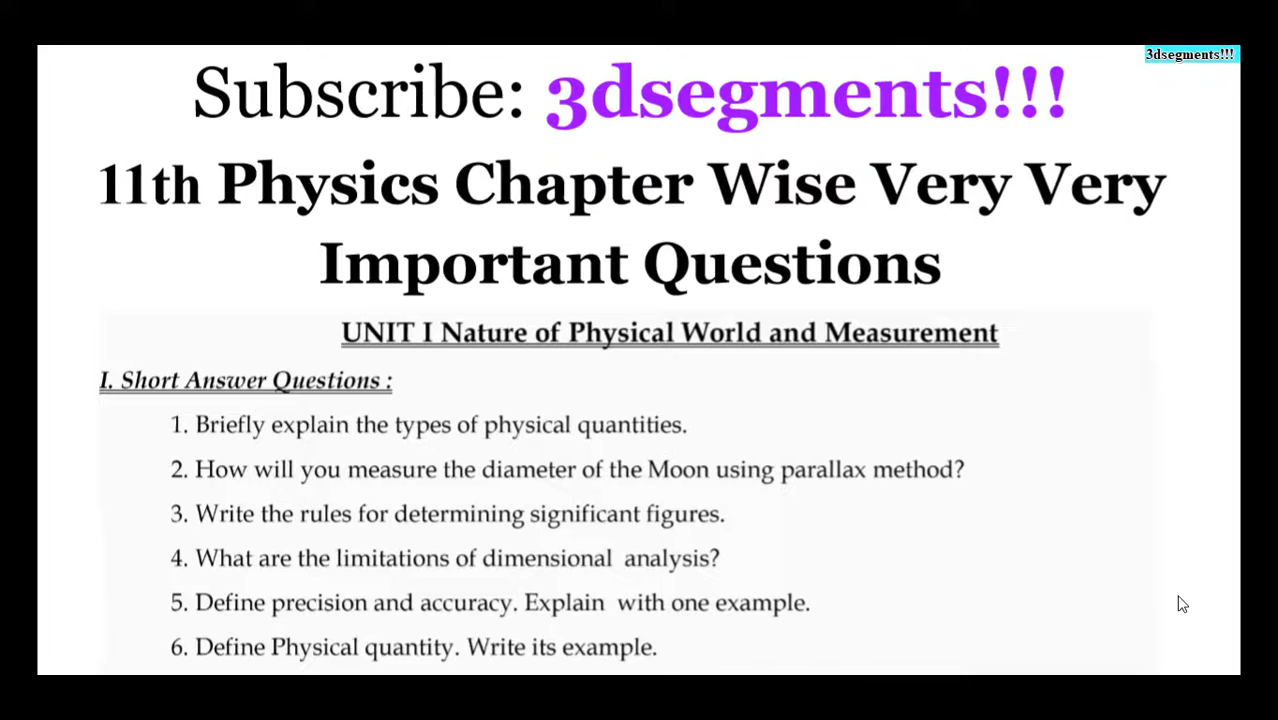 3dsegments!!!
Subscribe: 3dsegments!!!
11th Physics Chapter Wise Very Very
Important Questions
UNIT I Nature of Physical World and Measurement
I. Short Answer Questions :
1. Briefly explain the types of physical quantities.
2. How will you measure the diameter of the Moon using parallax method?
3. Write the rules for determining significant figures.
4. What are the limitations of dimensional analysis?
5. Define precision and accuracy. Explain with one example.
6. Define Physical quantity. Write its example.